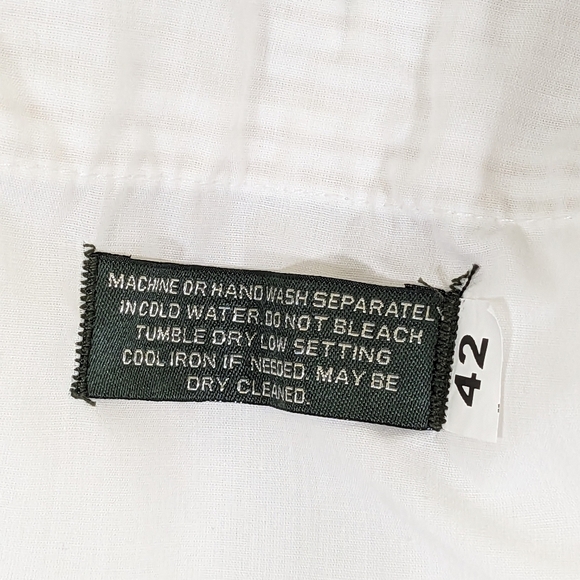 MACHINE OR HAND WASH SEPARATELY
IN COLD WATER DO NOT BLEACH
TUMBLE DRY LOW SETTING
COOL IRON IF NEEDED. MAY BE
DRY CLEANED.
42